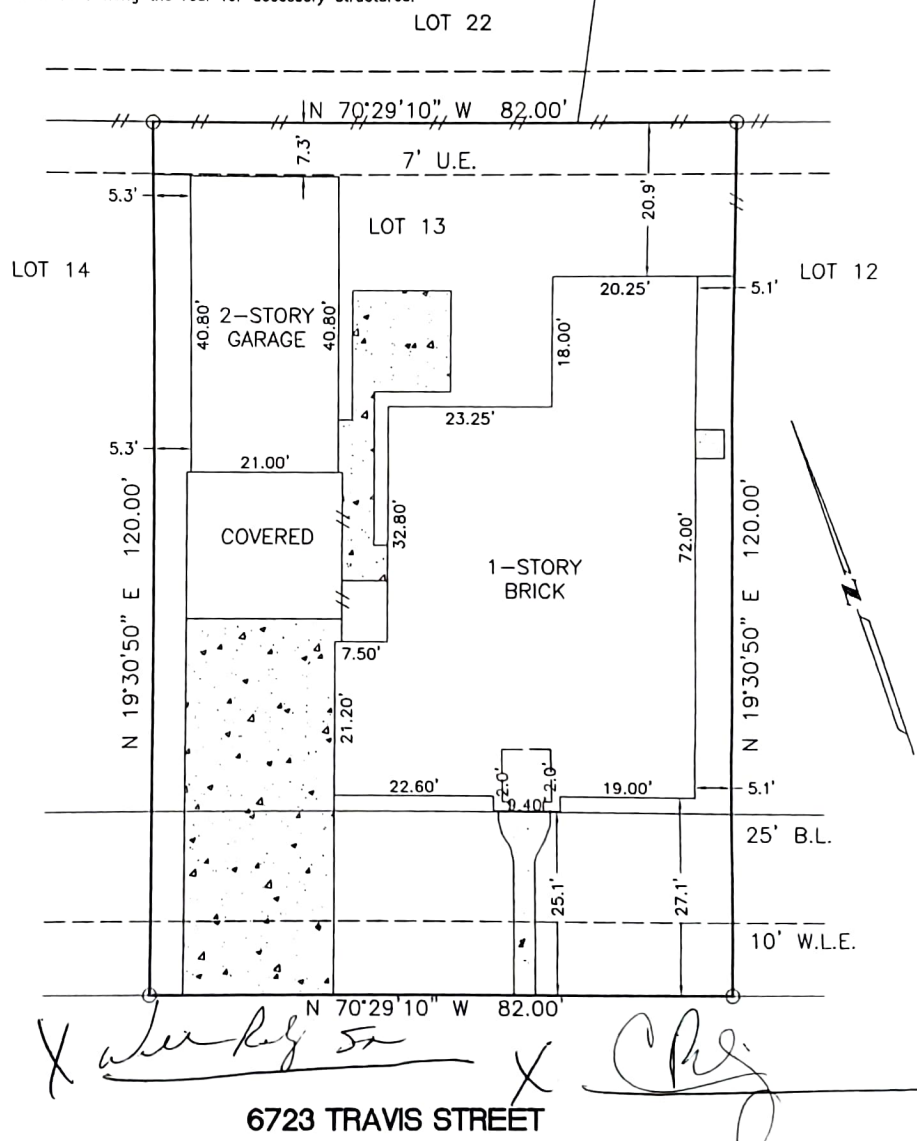 LOT 22
N 70°29'10" W 82.00'
7.3'
7' U.E.
5.3'
20.9'
LOT 13
LOT 14
LOT 12
20.25'
5.1'
40.80'
2-STORY
GARAGE
40.80'
18.00'
23.25'
5.3'
21.00'
N 19°30'50" E 120.00'
COVERED
32.80'
1-STORY
BRICK
72.00'
N 19°30'50" E 120.00'
N
7.50'
21.20'
22.60'
2.0'
2.0'
9.40'
19.00'
5.1'
25' B.L.
25.1'
27.1'
10' W.L.E.
N 70°29'10" W 82.00'
X
X
6723 TRAVIS STREET